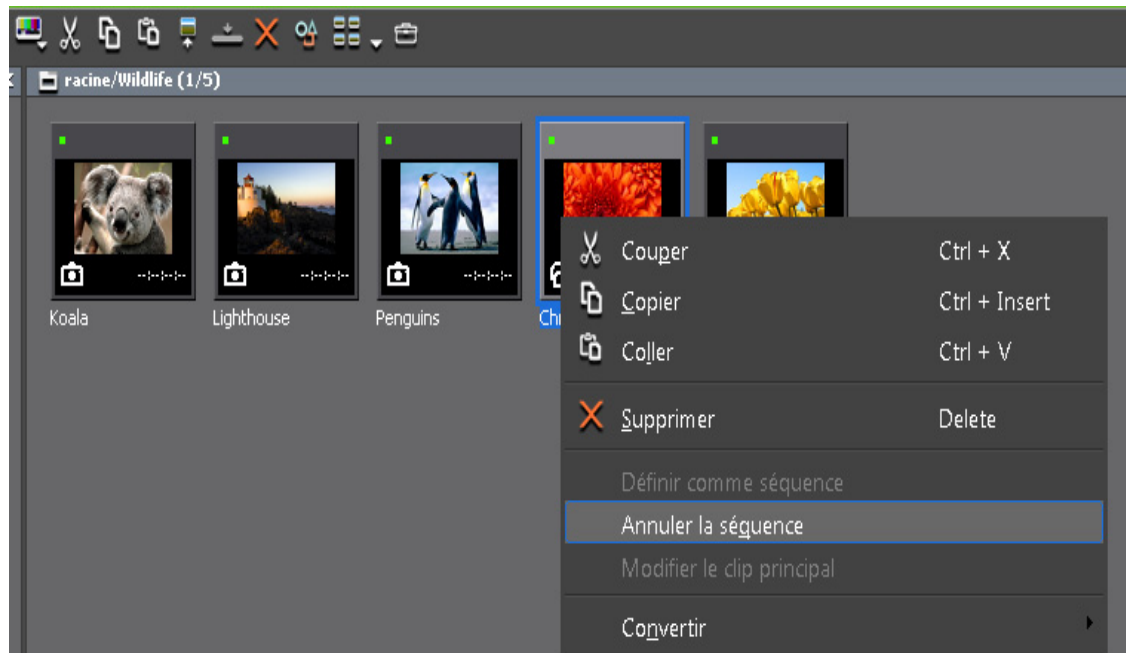 racine/Wildlife (1/5)
--:--:--:--
--:--:--:--
--:--:--:--
Koala
Lighthouse
Penguins
Couper Ctrl + X
Copier Ctrl + Insert
Coller Ctrl + V
Supprimer Delete
Définir comme séquence
Annuler la séquence
Modifier le clip principal
Convertir